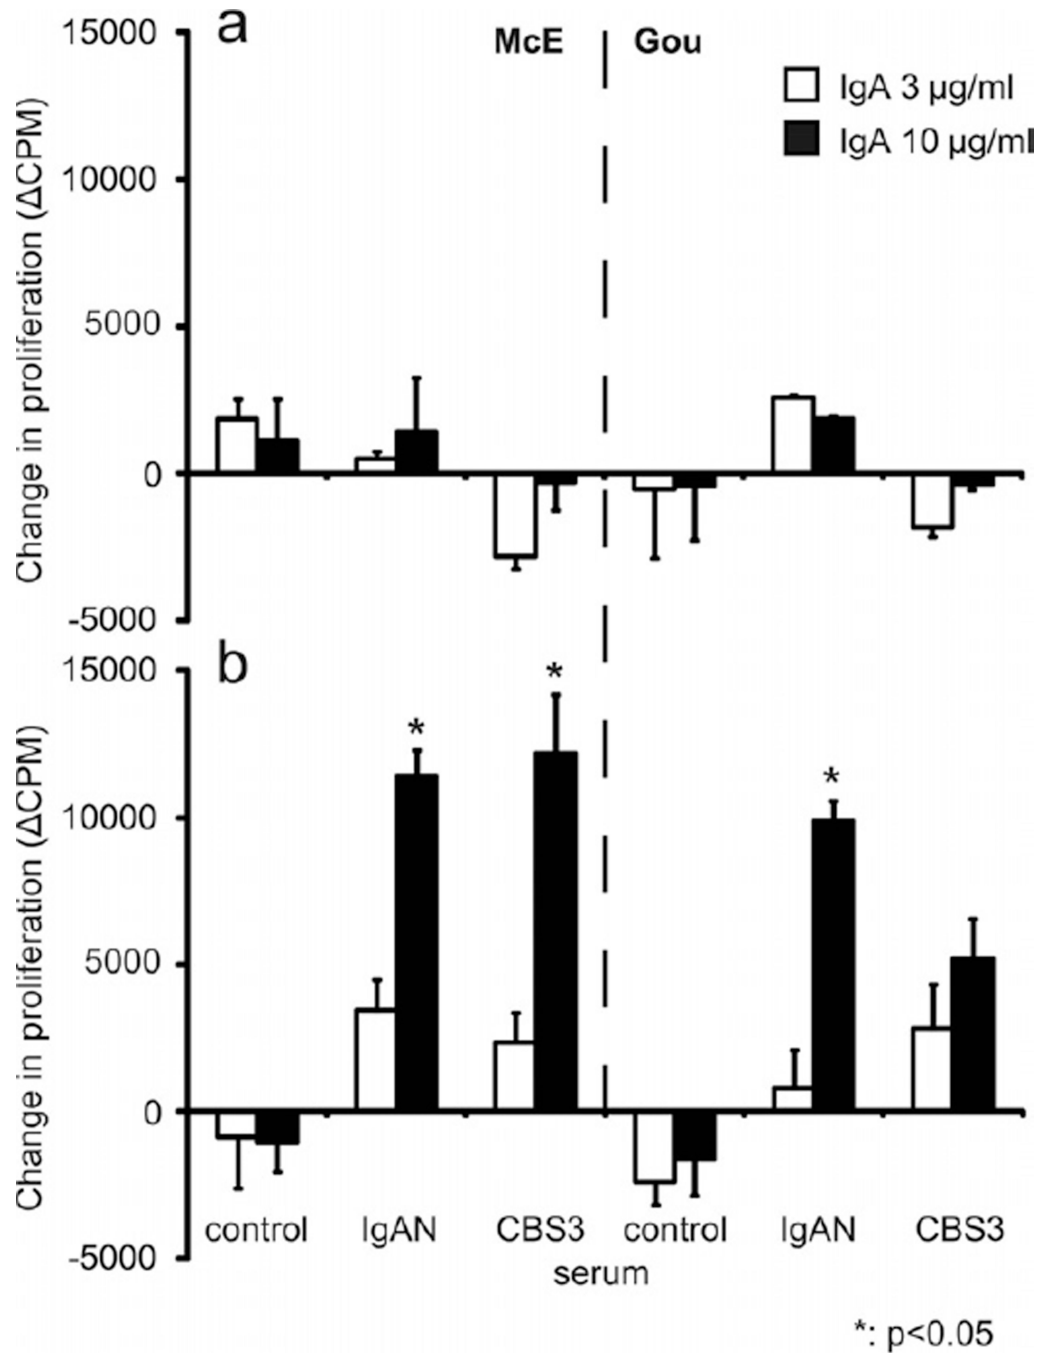 a
McE
Gou
IgA 3 µg/ml
IgA 10 µg/ml
Change in proliferation (ΔCPM)
15000
10000
5000
0
-5000
b
Change in proliferation (ΔCPM)
15000
10000
5000
0
-5000
*
*
*
control IgAN CBS3 control IgAN CBS3
serum
*: p<0.05